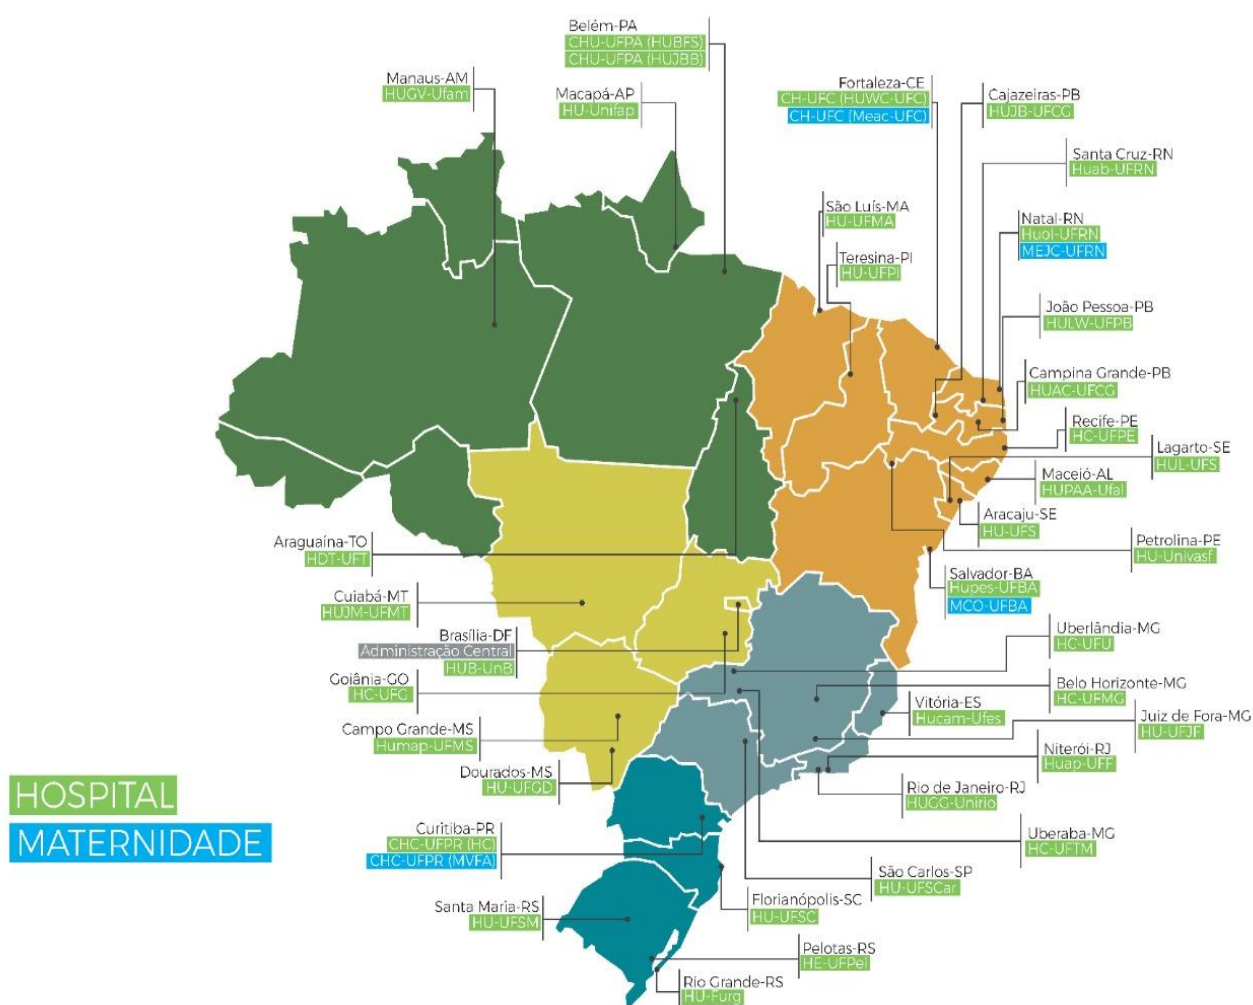 Belém-PA
CHU-UFPA (HUBFS)
CHU-UFPA (HUJBB)
Manaus-AM
HUGV-Ufam
Macapá-AP
HU-Unifap
Fortaleza-CE
CH-UFC (HUWC-UFC)
CH-UFC (Meac-UFC)
Cajazeiras-PB
HUJB-UFCG
Santa Cruz-RN
Huab-UFRN
São Luís-MA
HU-UFMA
Natal-RN
Huol-UFRN
MEJC-UFRN
Teresina-PI
HU-UFPI
João Pessoa-PB
HULW-UFPB
Campina Grande-PB
HUAC-UFCG
Recife-PE
HC-UFPE
Lagarto-SE
HUL-UFS
Maceió-AL
HUPAA-Ufal
Aracaju-SE
HU-UFS
Petrolina-PE
HU-Univasf
Araguaína-TO
HDT-UFT
Salvador-BA
Hupes-UFBA
MCO-UFBA
Cuiabá-MT
HUJM-UFMT
Brasília-DF
Administração Central
HUB-UnB
Uberlândia-MG
HC-UFU
Goiânia-GO
HC-UFG
Belo Horizonte-MG
HC-UFMG
Vitória-ES
Hucam-Ufes
Juiz de Fora-MG
HU-UFJF
Campo Grande-MS
Humap-UFMS
Niterói-RJ
Huap-UFF
Dourados-MS
HU-UFGD
Rio de Janeiro-RJ
HUGG-Unirio
HOSPITAL
MATERNIDADE
Curitiba-PR
CHC-UFPR (HC)
CHC-UFPR (MVFA)
Uberaba-MG
HC-UFTM
São Carlos-SP
HU-UFSCar
Florianópolis-SC
HU-UFSC
Santa Maria-RS
HU-UFSM
Pelotas-RS
HE-UFPel
Rio Grande-RS
HU-Furg